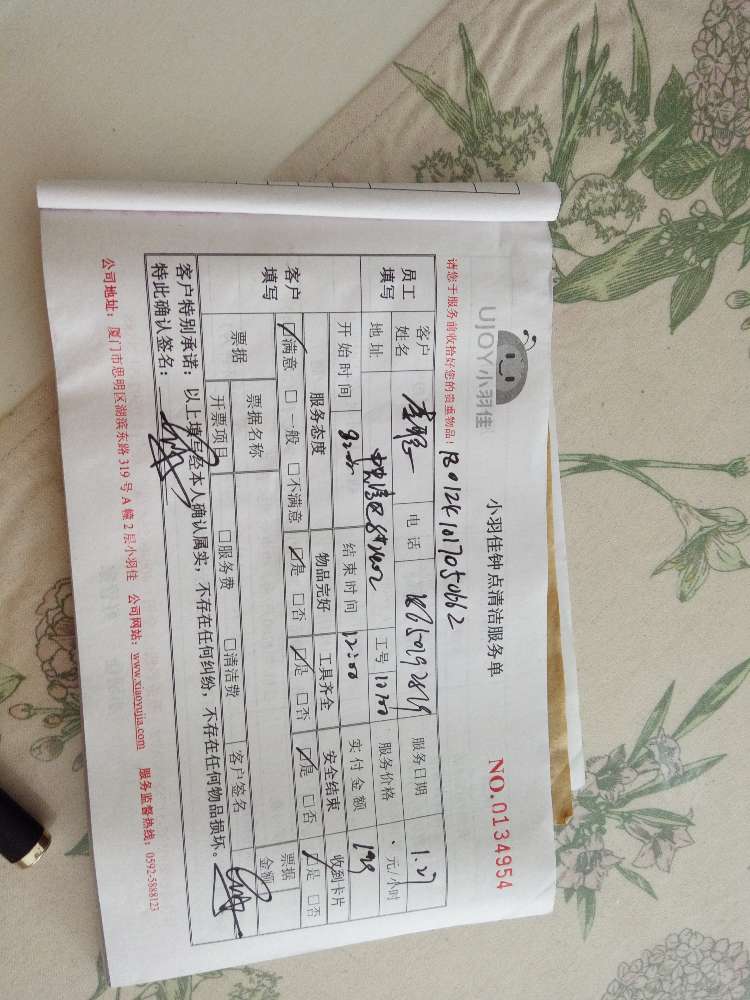 UJOY小羽佳
小羽佳钟点清洁服务单
NO.0134954
请您于服务前收拾好您的贵重物品！
员工填写
客户姓名
电话
服务日期 1.27
地址
工号
服务价格 元/小时
开始时间
结束时间 12:00
实付金额 199
客户填写
服务态度 物品完好 工具齐全 安全结束 收到卡片
☑满意 □一般 □不满意 ☑是 □否 ☑是 □否 ☑是 □否 ☑是 □否
票据
票据名称
票据金额
开票项目 □服务费 □清洁费 客户签名
客户特别承诺：以上填写经本人确认属实，不存在任何纠纷，不存在任何物品损坏。
特此确认签名：
公司地址：厦门市思明区湖滨东路319号A幢2层小羽佳 公司网站：www.xiaoyujia.com 服务监督热线：0592-5888123